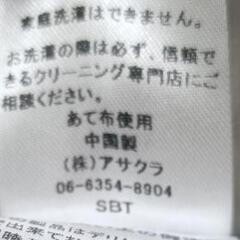 家庭洗濯はできません。
お洗濯の際は必ず、信頼で
きるクリーニング専門店にご
相談ください。
あて布使用
中国製
(株)アサクラ
06-6354-8904
SBT